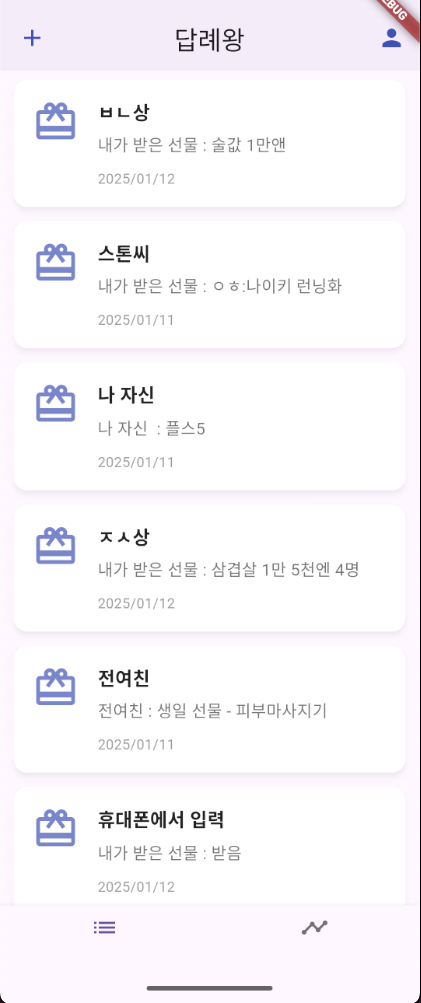 답례왕
ㅂㄴ상
내가 받은 선물 : 술값 1만앤
2025/01/12
스톤씨
내가 받은 선물 : ㅇㅎ:나이키 런닝화
2025/01/11
나 자신
나 자신  : 플스5
2025/01/11
ㅈㅅ상
내가 받은 선물 : 삼겹살 1만 5천엔 4명
2025/01/12
전여친
전여친 : 생일 선물 - 피부마사지기
2025/01/11
휴대폰에서 입력
내가 받은 선물 : 받음
2025/01/12